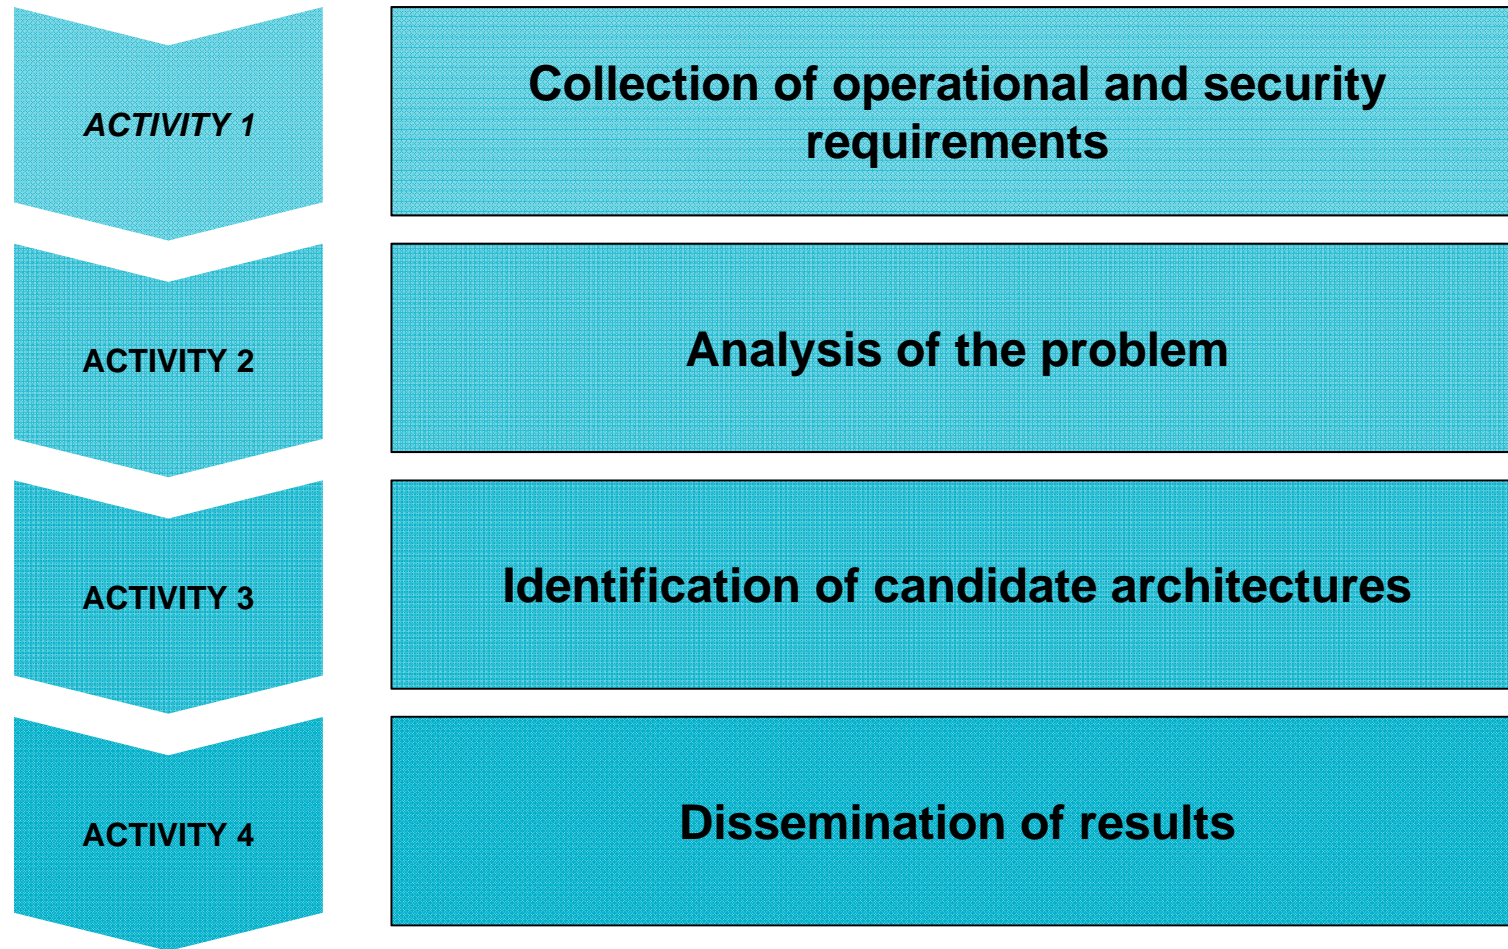 ACTIVITY 1
Collection of operational and security
requirements
ACTIVITY 2
Analysis of the problem
ACTIVITY 3
Identification of candidate architectures
ACTIVITY 4
Dissemination of results